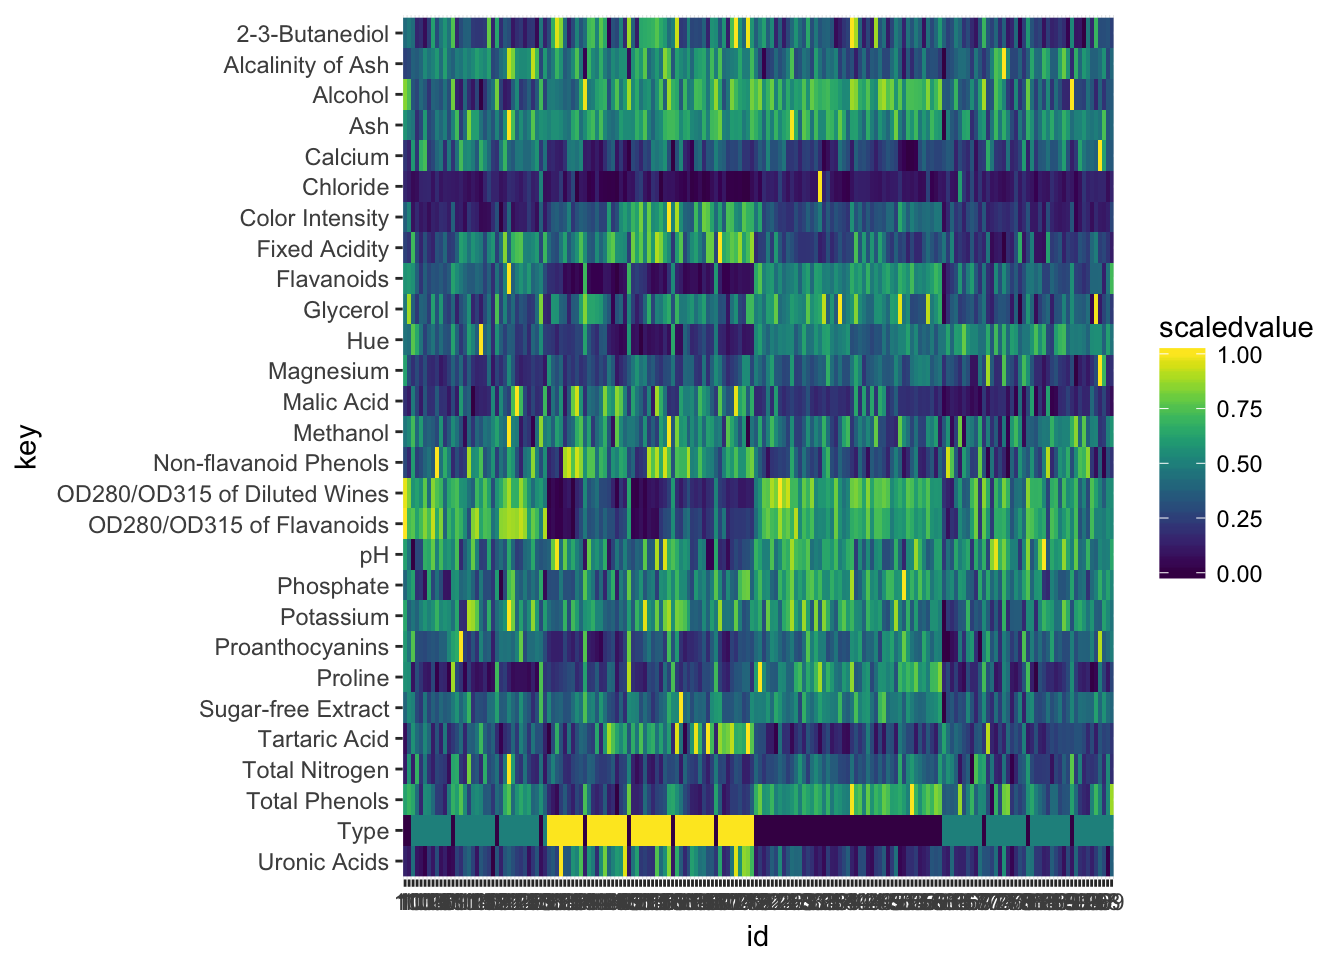 2-3-Butanediol
Alcalinity of Ash
Alcohol
Ash
Calcium
Chloride
Color Intensity
Fixed Acidity
Flavanoids
Glycerol
Hue
Magnesium
Malic Acid
Methanol
Non-flavanoid Phenols
OD280/OD315 of Diluted Wines
OD280/OD315 of Flavanoids
pH
Phosphate
Potassium
Proanthocyanins
Proline
Sugar-free Extract
Tartaric Acid
Total Nitrogen
Total Phenols
Type
Uronic Acids
key
id
scaledvalue
1.00
0.75
0.50
0.25
0.00